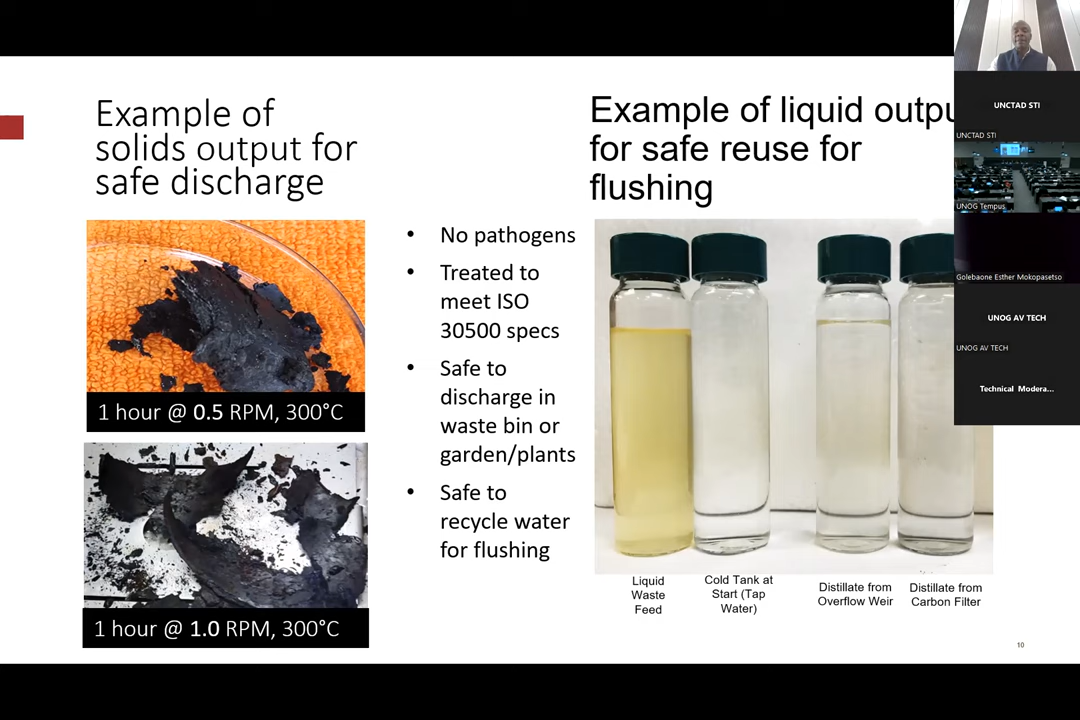 Example of
solids output for
safe discharge
1 hour @ 0.5 RPM, 300°C
1 hour @ 1.0 RPM, 300°C
• No pathogens
• Treated to
meet ISO
30500 specs
• Safe to
discharge in
waste bin or
garden/plants
• Safe to
recycle water
for flushing
Example of liquid outpu
for safe reuse for
flushing
Liquid
Waste
Feed
Cold Tank at
Start (Tap
Water)
Distillate from
Overflow Weir
Distillate from
Carbon Filter
10
UNCTAD STI
UNCTAD STI
UNOG Tempus
Golebaone Esther Mokopasetso
UNOG AV TECH
UNOG AV TECH
Technical Modera...